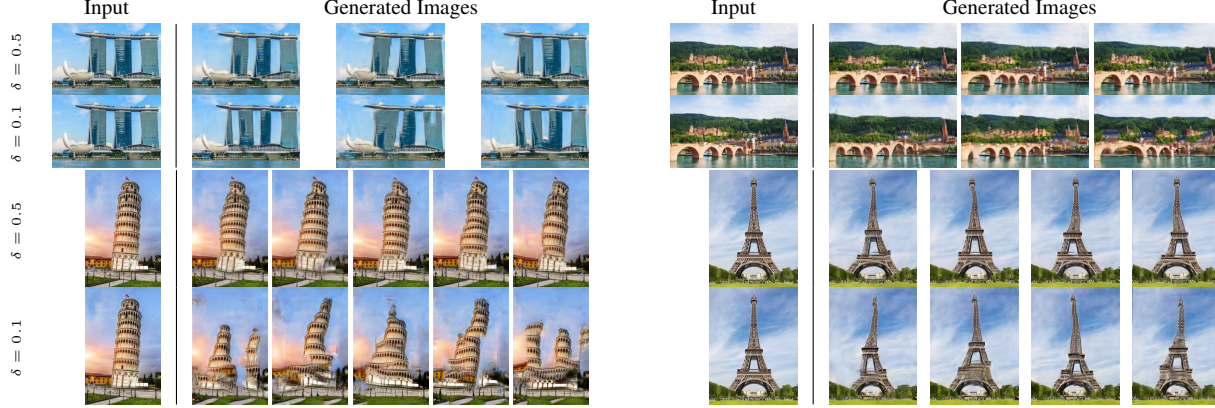 Input Generated Images Input Generated Images
δ = 0.5
δ = 0.1
δ = 0.5
δ = 0.1